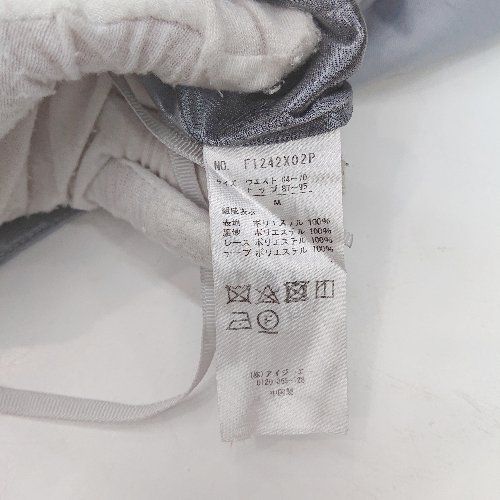 NO. F1242X02P
サイズ ウエスト 64-70
ヒップ 87-95
M
組成表示
表地 ポリエステル 100%
裏地 ポリエステル 100%
レース ポリエステル 100%
テープ ポリエステル 100%
(株)アイジーエ
中国製